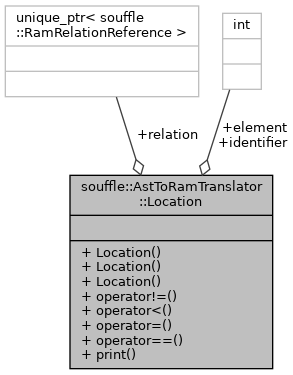 unique_ptr< souffle
::RamRelationReference >
int
+relation
+element
+identifier
souffle::AstToRamTranslator
::Location
+ Location()
+ Location()
+ Location()
+ operator!=()
+ operator<()
+ operator=()
+ operator==()
+ print()